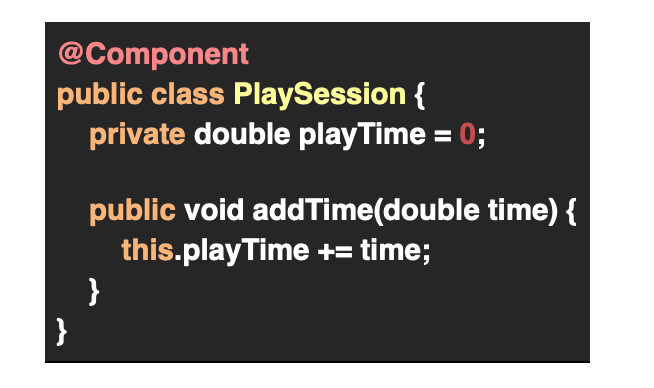 @Component
public class PlaySession {
private double playTime = 0;
public void addTime(double time) {
this.playTime += time;
}
}